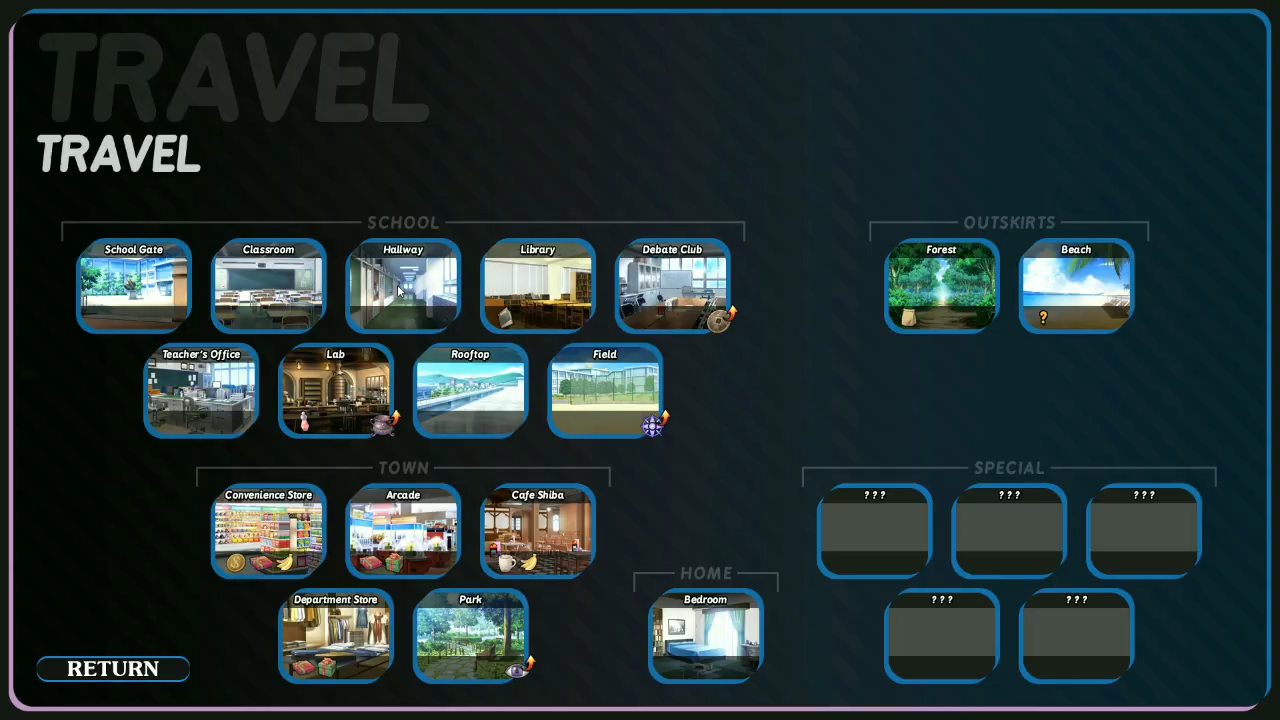 TRAVEL
TRAVEL
SCHOOL
OUTSKIRTS
School Gate
Classroom
Hallway
Library
Debate Club
Forest
Beach
?
Teacher's Office
Lab
Rooftop
Field
TOWN
SPECIAL
Convenience Store
Arcade
Cafe Shiba
? ? ?
? ? ?
? ? ?
HOME
Department Store
Park
Bedroom
? ? ?
? ? ?
RETURN